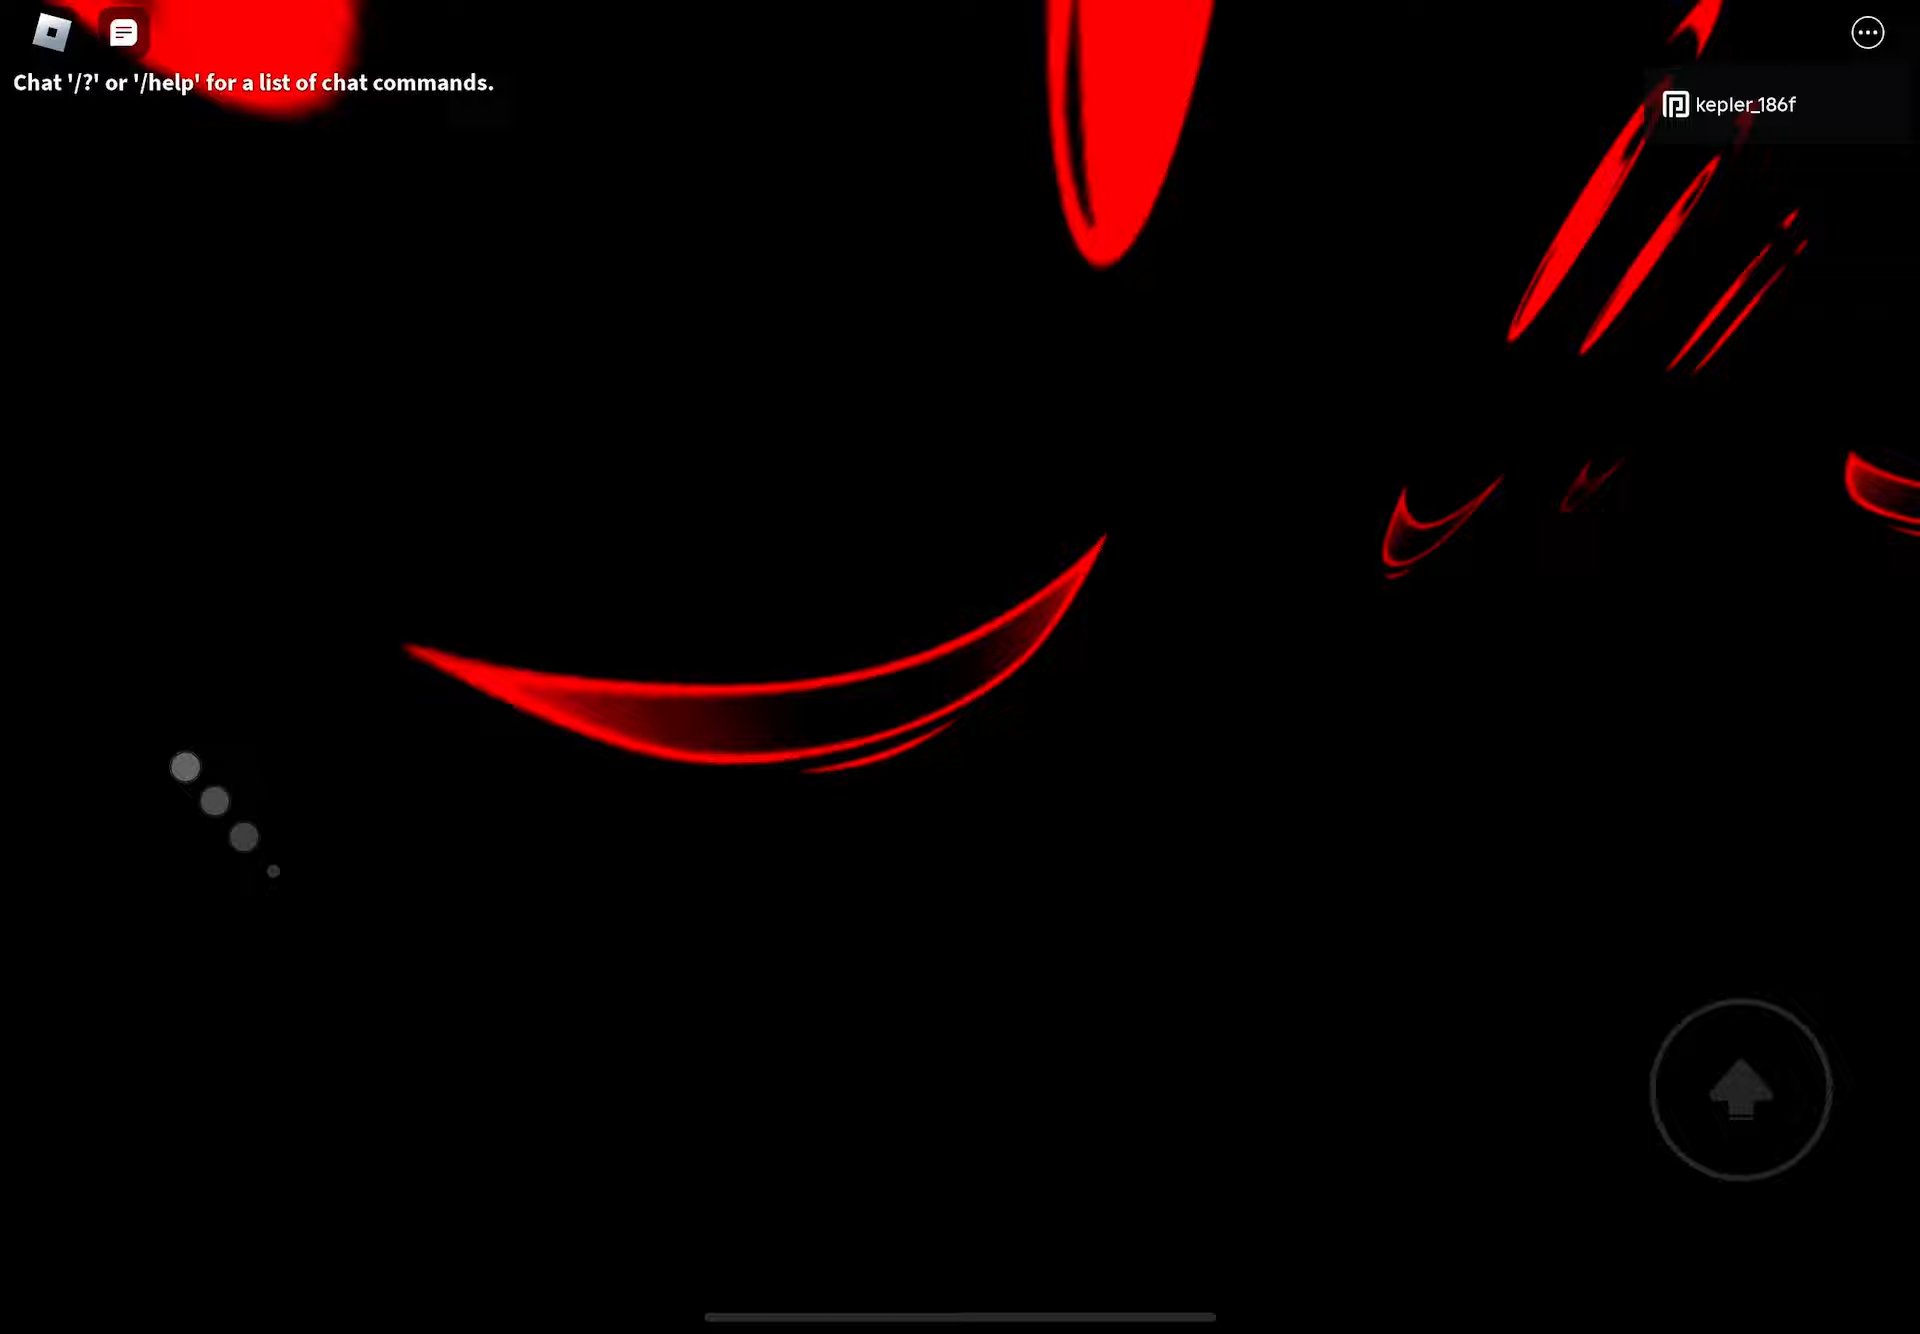 Chat '/?' or '/help' for a list of chat commands.
kepler_186f